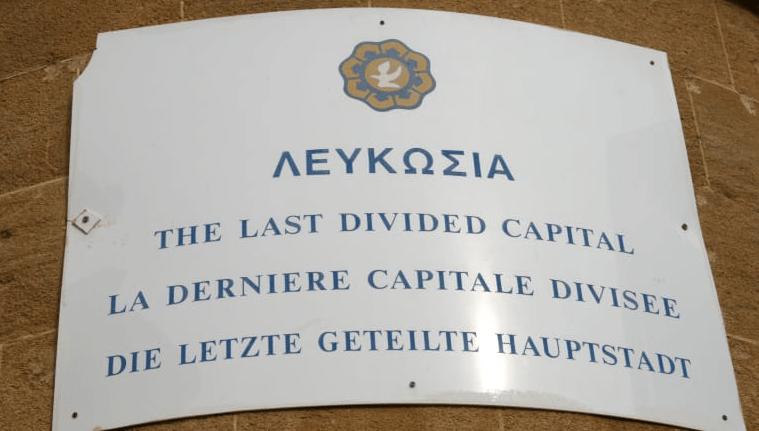 ΛΕΥΚΩΣΙΑ
THE LAST DIVIDED CAPITAL
LA DERNIERE CAPITALE DIVISEE
DIE LETZTE GETEILTE HAUPTSTADT